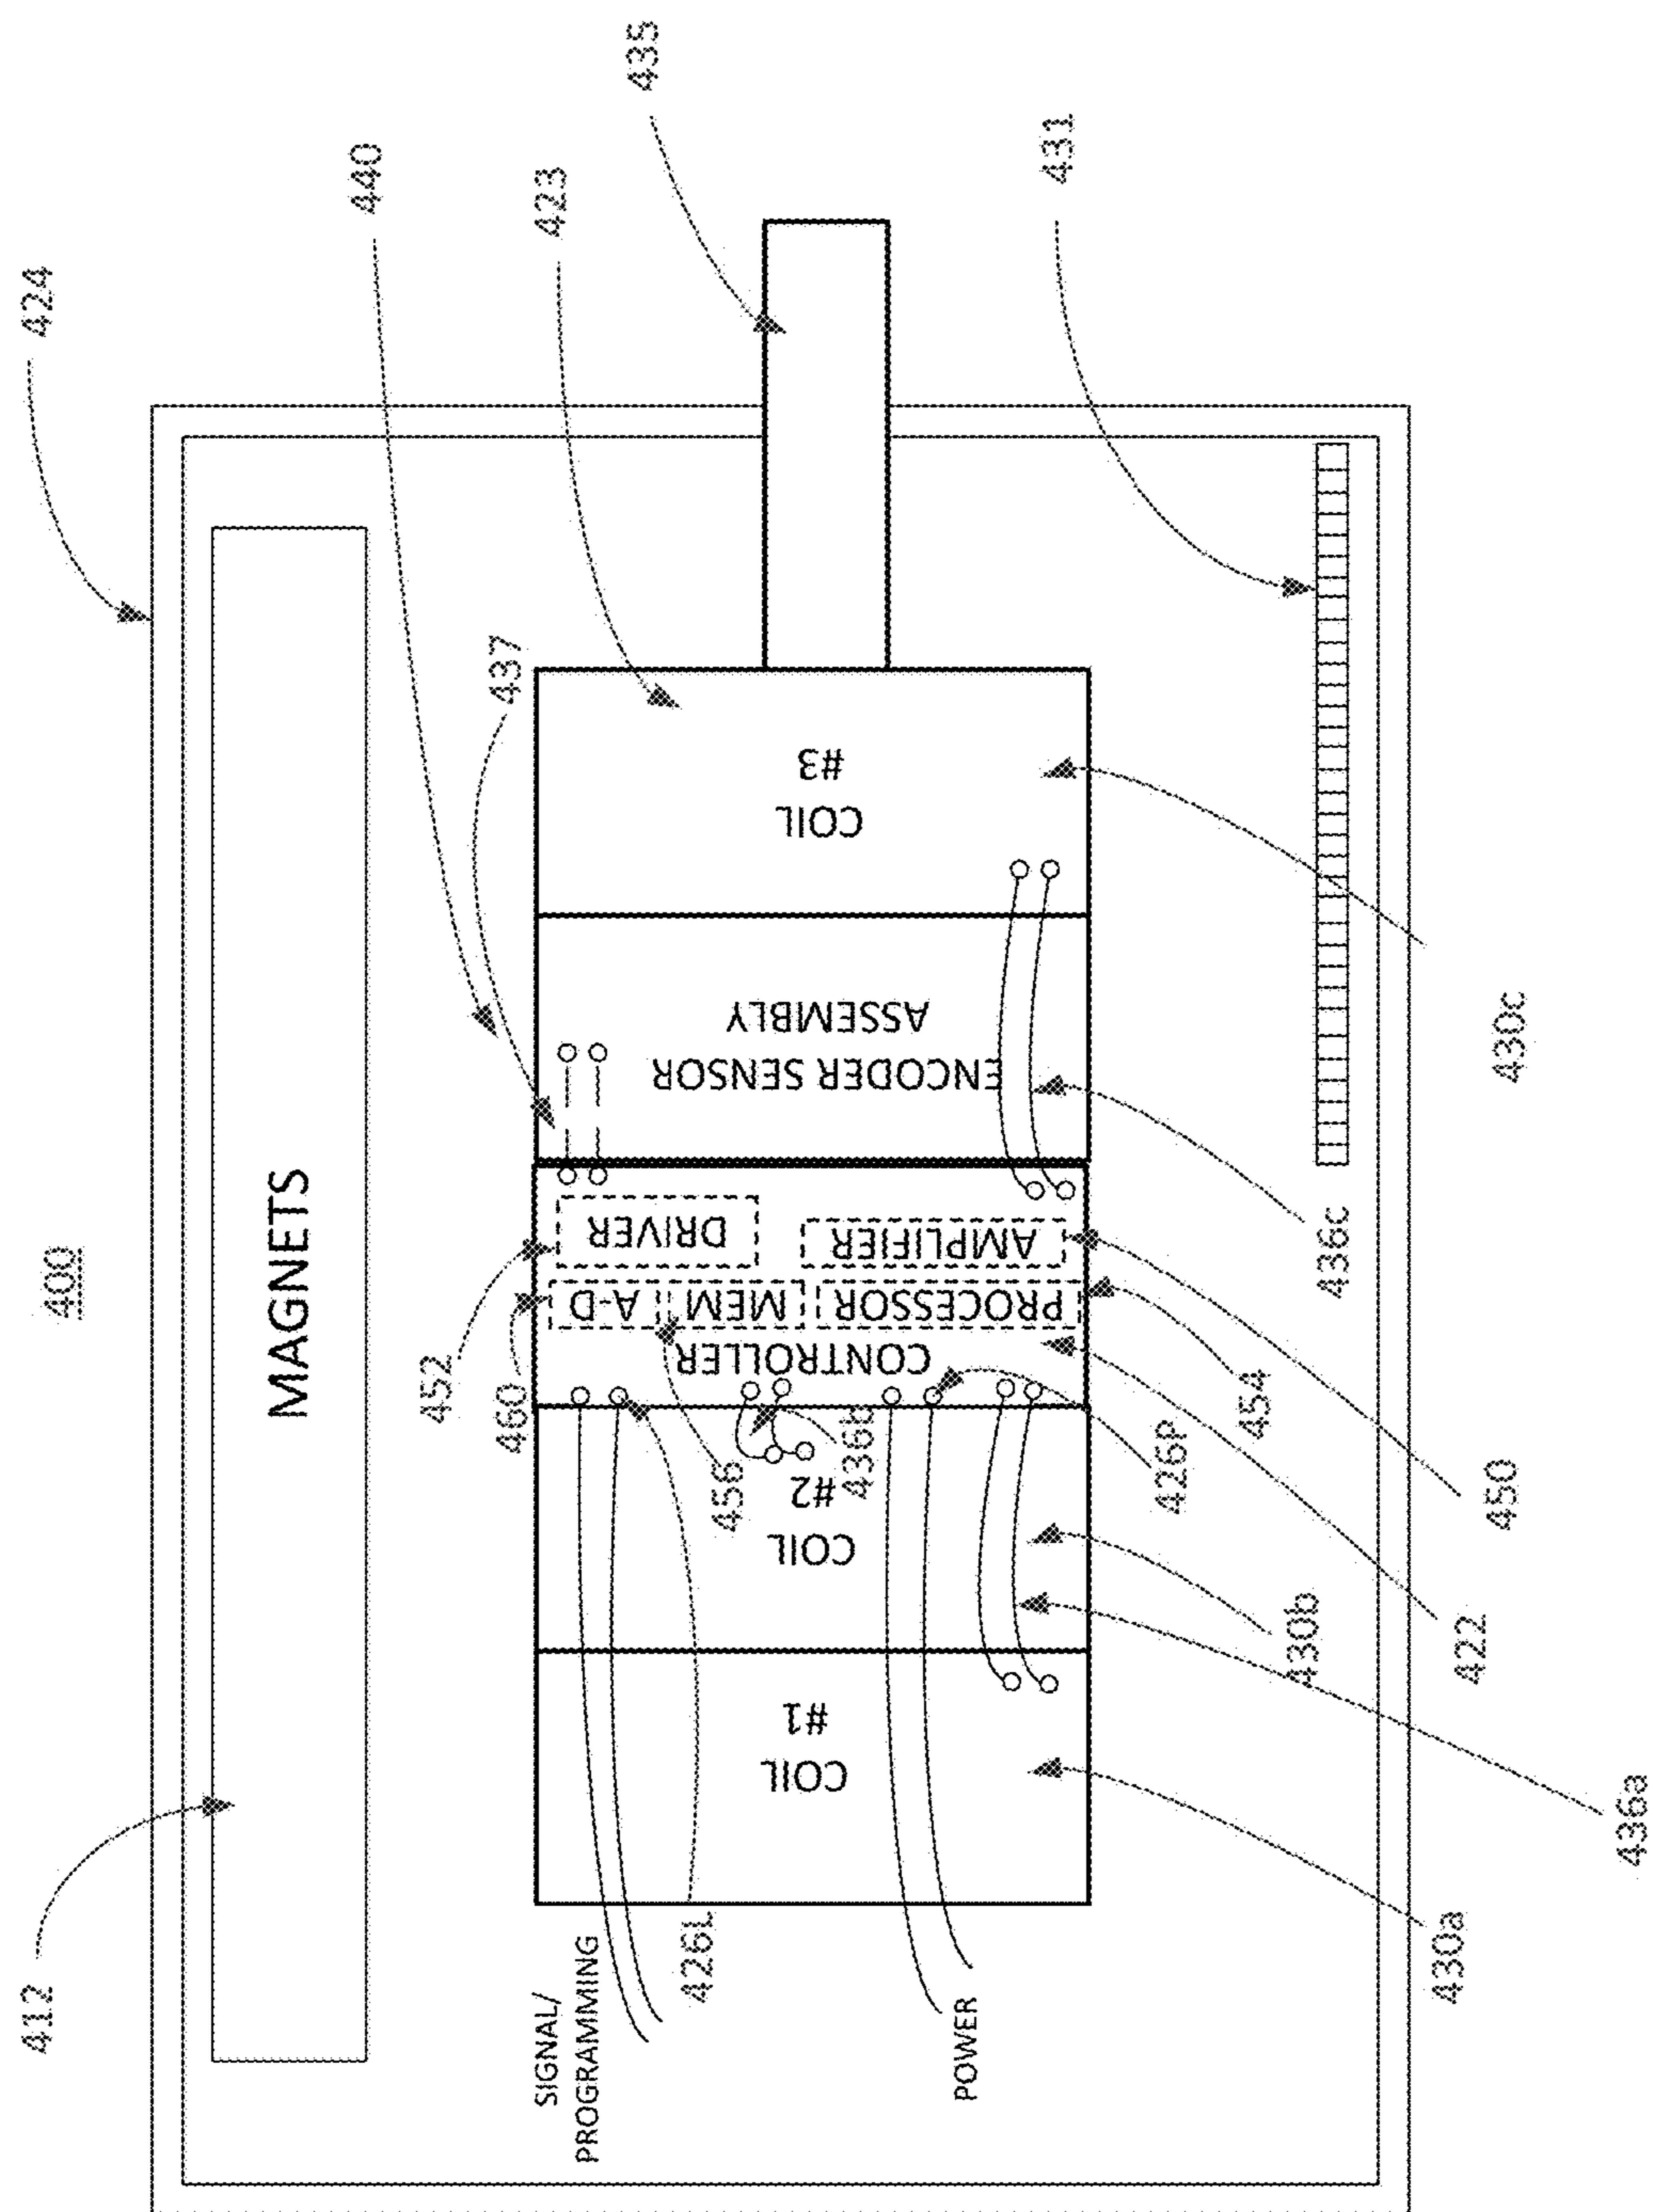 400
424
412
MAGNETS
440
437
423
435
431
452
460
456
436b
426L
426P
454
450
422
430b
436a
430a
436c
430c
SIGNAL/
PROGRAMMING
POWER
COIL
#1
COIL
#2
CONTROLLER
A-D
MEM
PROCESSOR
DRIVER
AMPLIFIER
ENCODER SENSOR
ASSEMBLY
COIL
#3